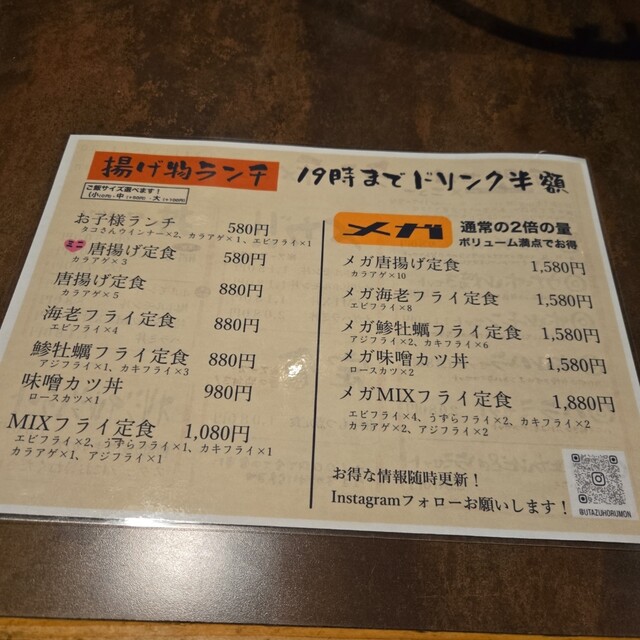 揚げ物ランチ 19時までドリンク半額
ご飯サイズ選べます！
お子様ランチ 580円
タコさんウインナー×2、カラアゲ×1、エビフライ×1
ミニ 唐揚げ定食 580円
カラアゲ×3
唐揚げ定食 880円
カラアゲ×5
海老フライ定食 880円
エビフライ×4
鯵牡蠣フライ定食 880円
アジフライ×1、カキフライ×3
味噌カツ丼 980円
ロースカツ×1
MIXフライ定食 1,080円
エビフライ×2、うずらフライ×1、カキフライ×1
カラアゲ×1、アジフライ×1
メガ 通常の2倍の量
ボリューム満点でお得
メガ唐揚げ定食 1,580円
カラアゲ×10
メガ海老フライ定食 1,580円
エビフライ×8
メガ鯵牡蠣フライ定食 1,580円
アジフライ×2、カキフライ×6
メガ味噌カツ丼 1,580円
ロースカツ×2
メガMIXフライ定食 1,880円
エビフライ×4、うずらフライ×2、カキフライ×2
カラアゲ×2、アジフライ×2
お得な情報随時更新！
Instagramフォローお願いします！
@UTAZUHORUMON